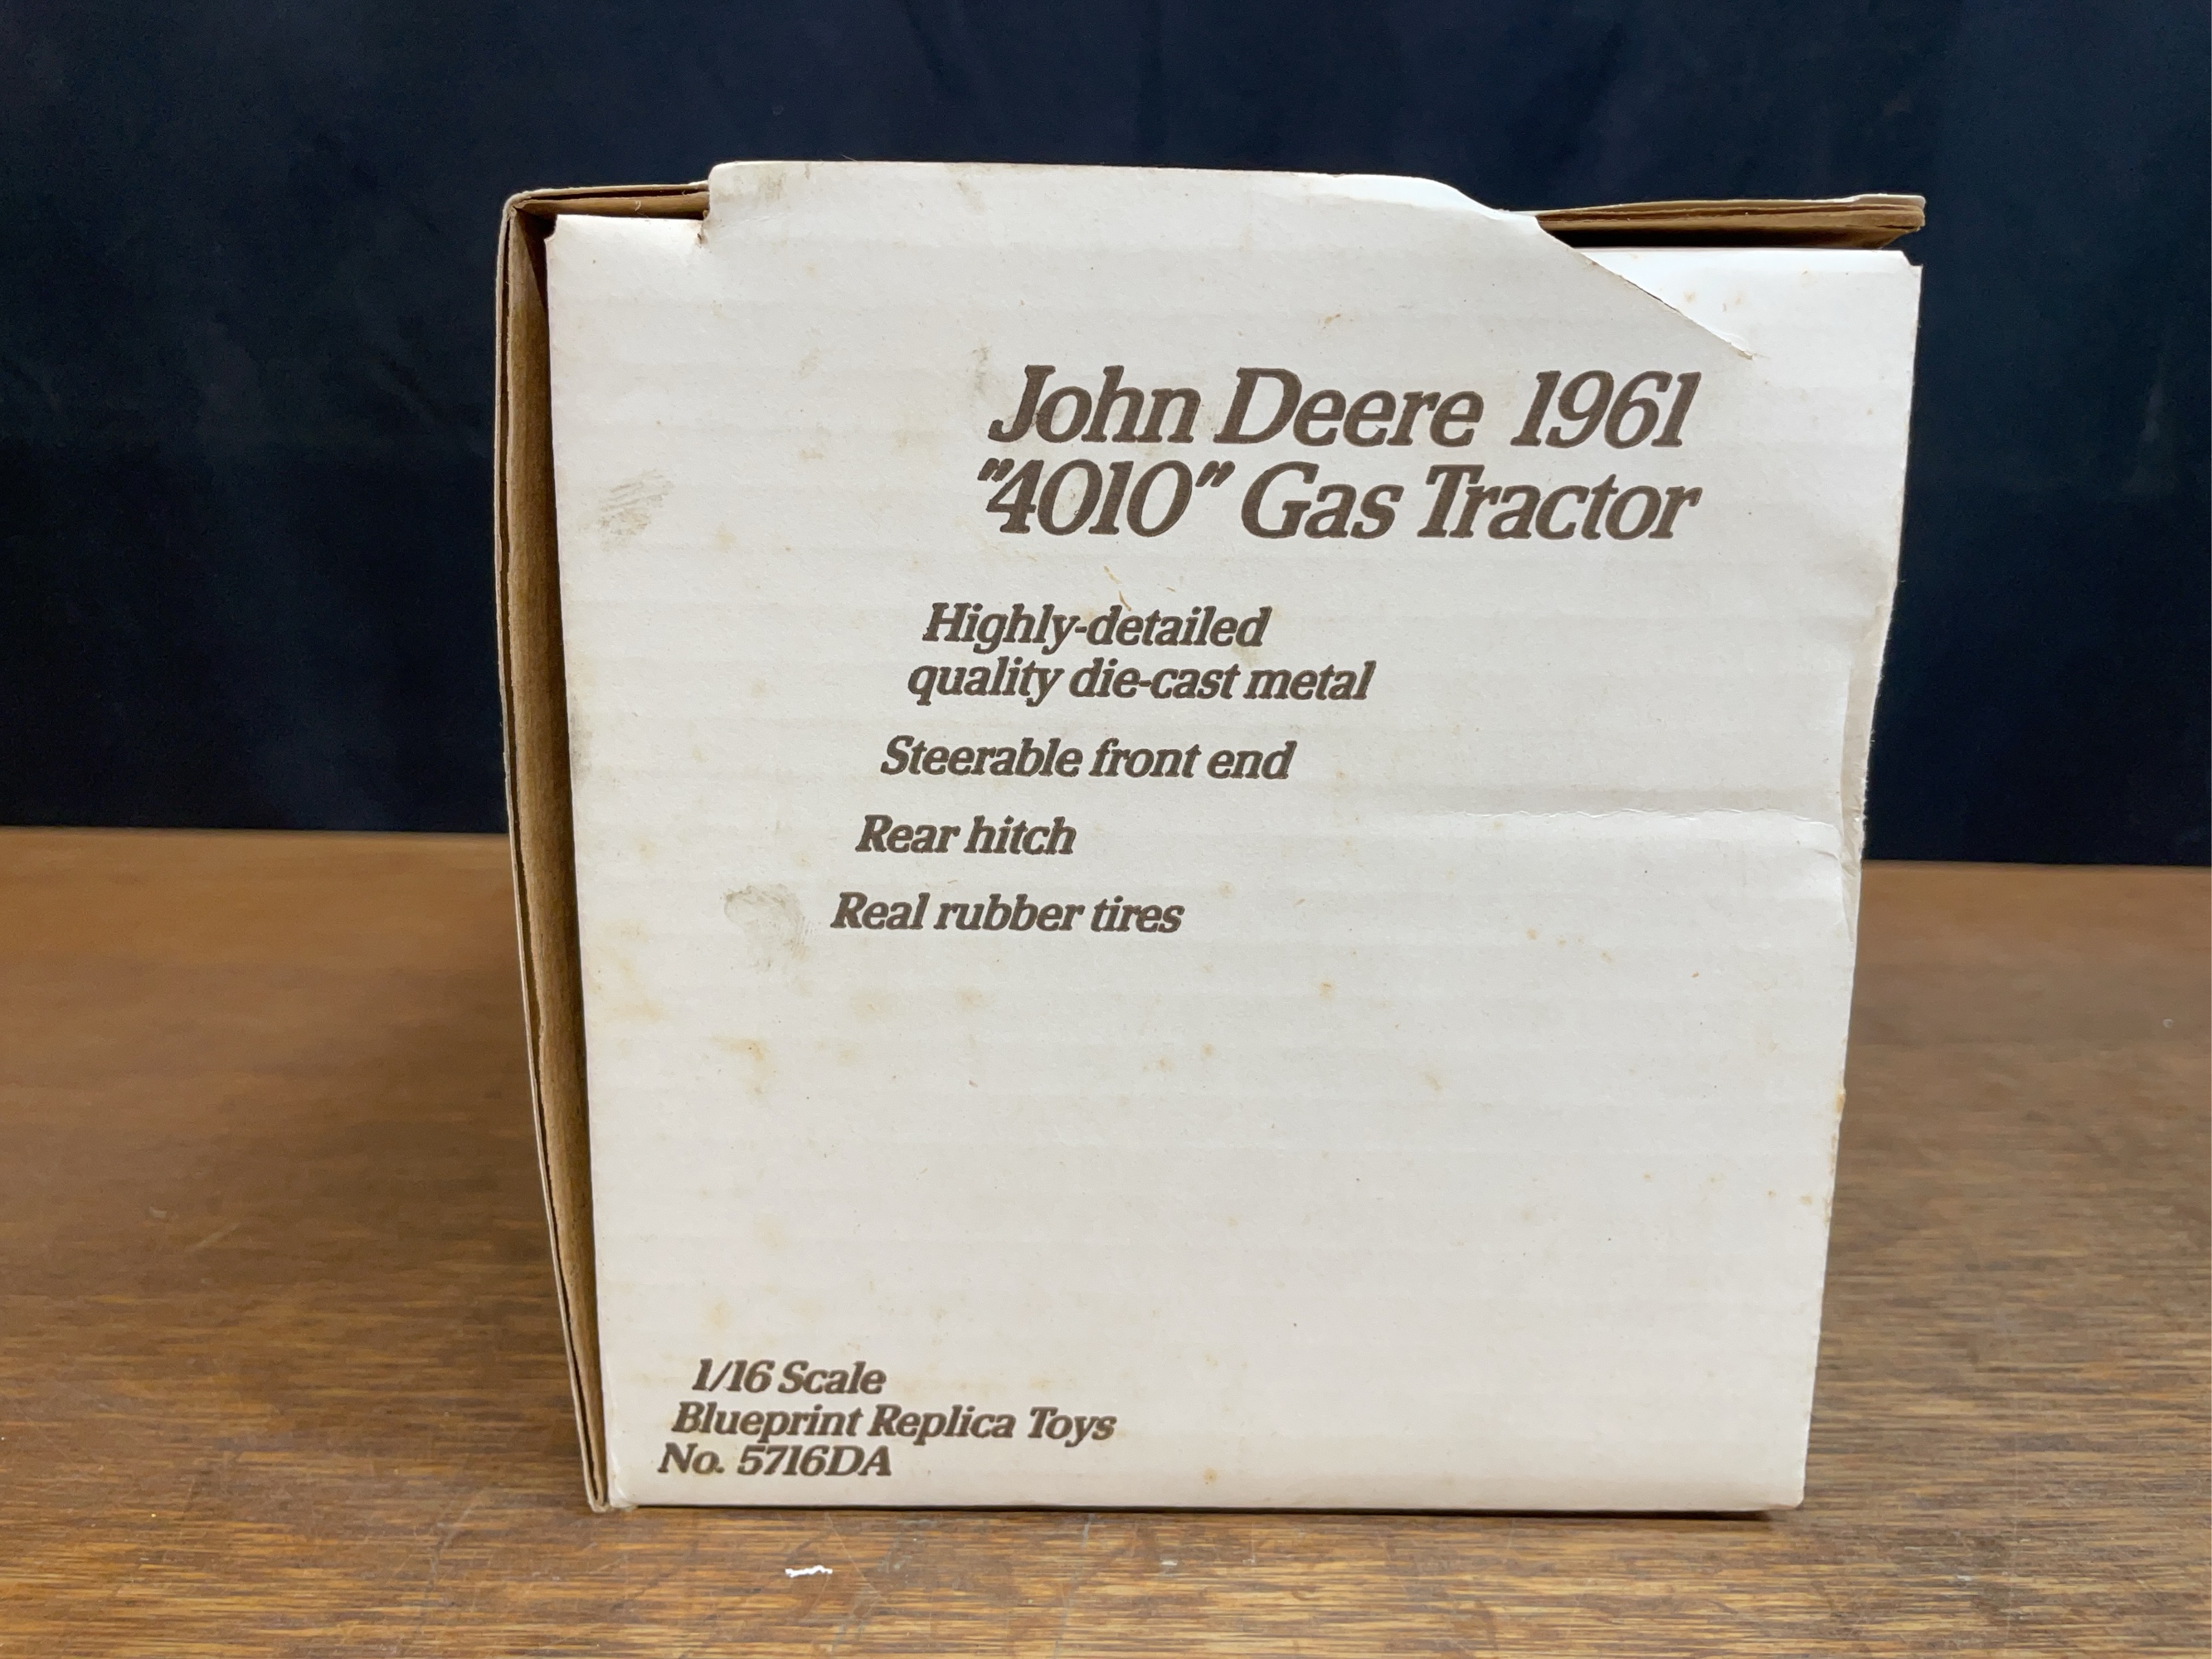 John Deere 1961
"4010" Gas Tractor
Highly-detailed
quality die-cast metal
Steerable front end
Rear hitch
Real rubber tires
1/16 Scale
Blueprint Replica Toys
No. 5716DA